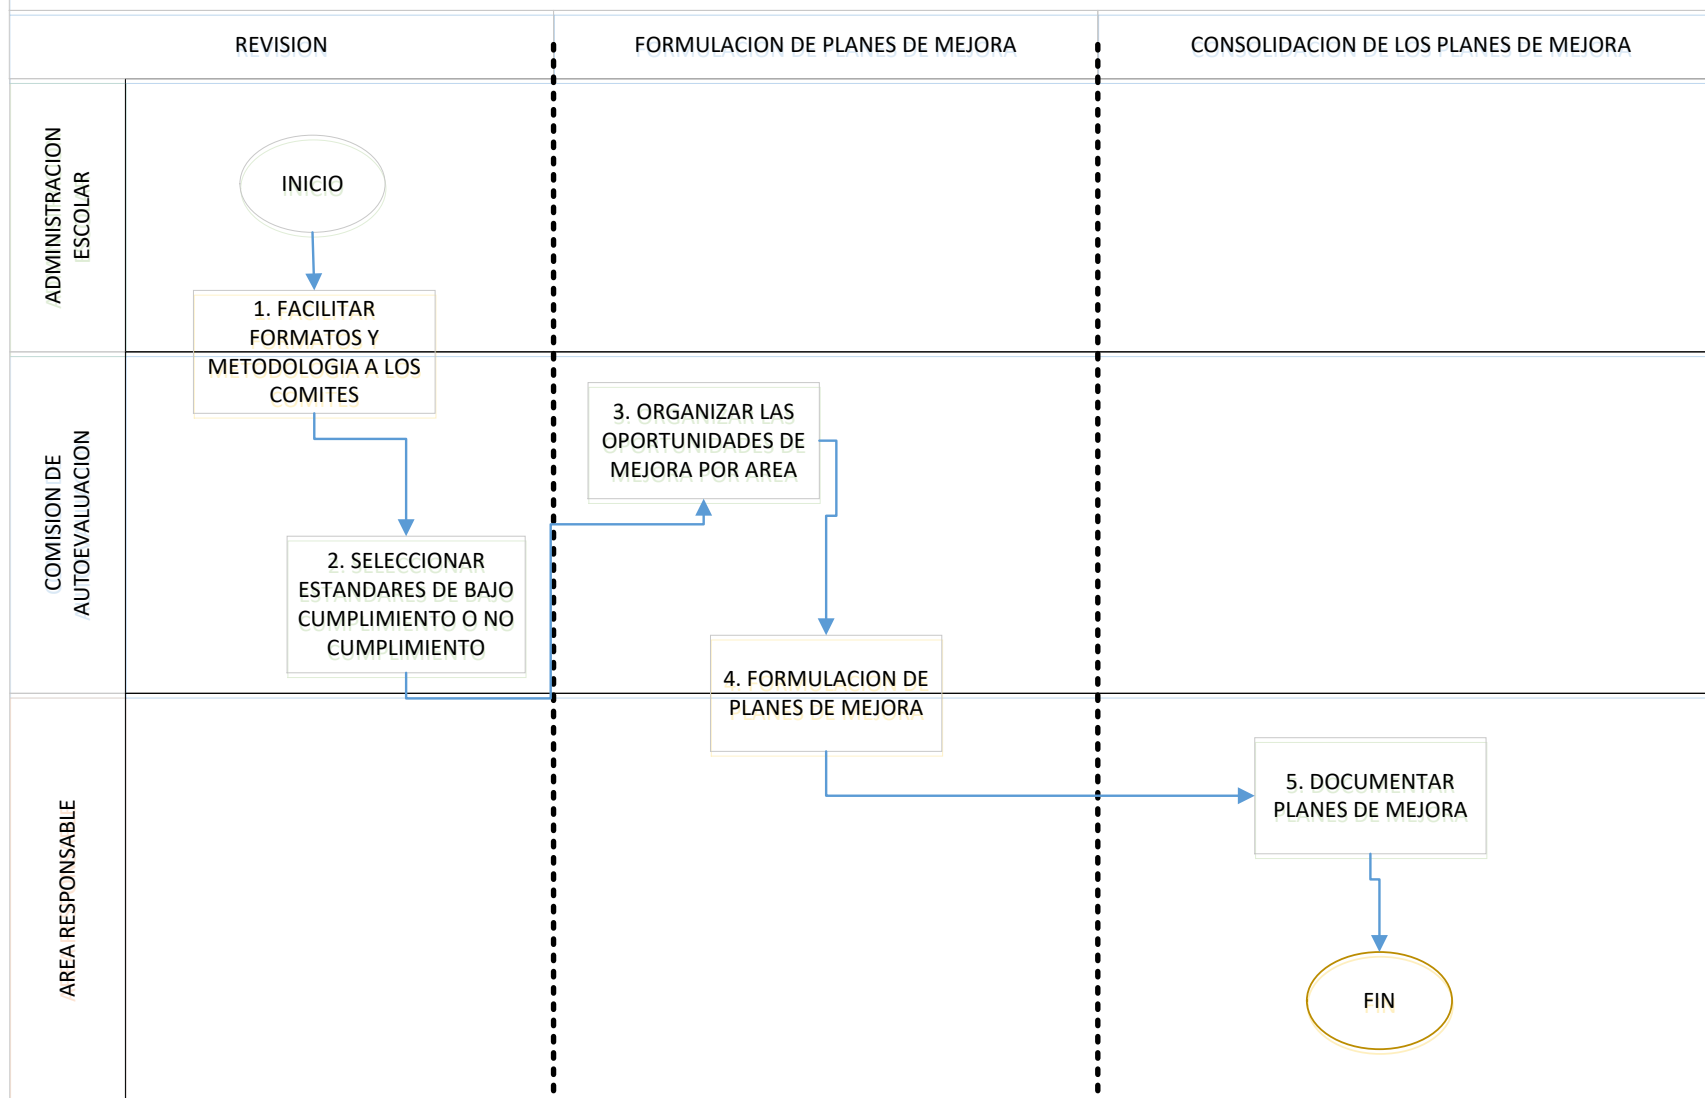 REVISION
FORMULACION DE PLANES DE MEJORA
CONSOLIDACION DE LOS PLANES DE MEJORA
ADMINISTRACION
ESCOLAR
INICIO
1. FACILITAR
FORMATOS Y
METODOLOGIA A LOS
COMITES
COMISION DE
AUTOEVALUACION
2. SELECCIONAR
ESTANDARES DE BAJO
CUMPLIMIENTO O NO
CUMPLIMIENTO
3. ORGANIZAR LAS
OPORTUNIDADES DE
MEJORA POR AREA
4. FORMULACION DE
PLANES DE MEJORA
AREA RESPONSABLE
5. DOCUMENTAR
PLANES DE MEJORA
FIN